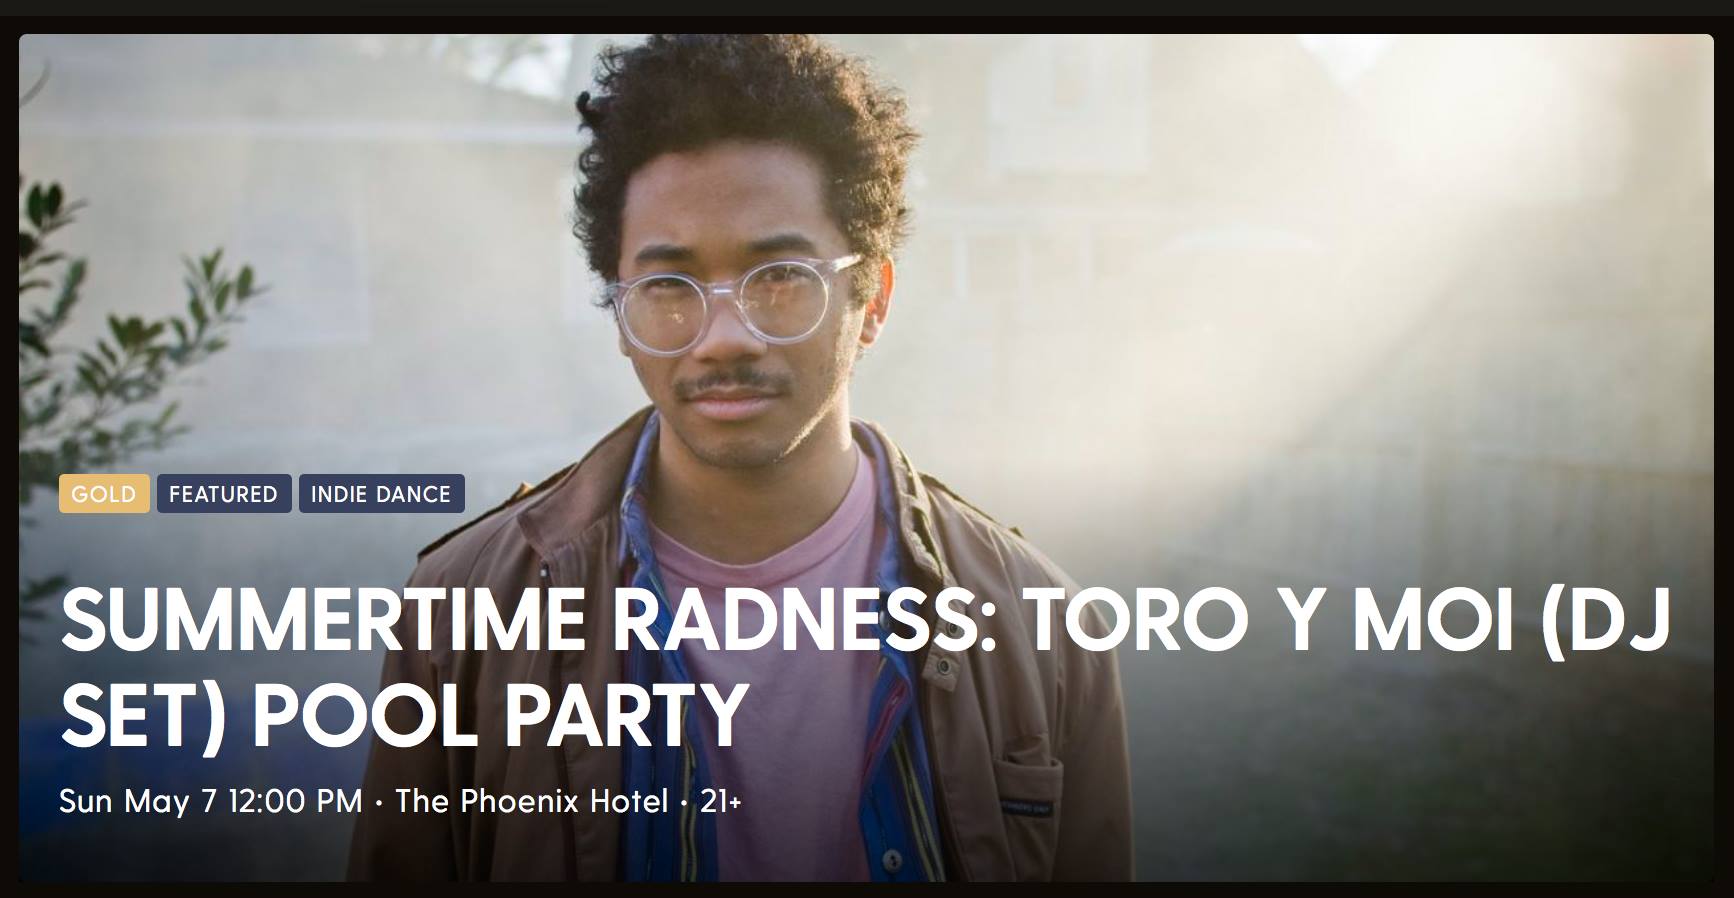 GOLD FEATURED INDIE DANCE
SUMMERTIME RADNESS: TORO Y MOI (DJ
SET) POOL PARTY
Sun May 7 12:00 PM • The Phoenix Hotel • 21+